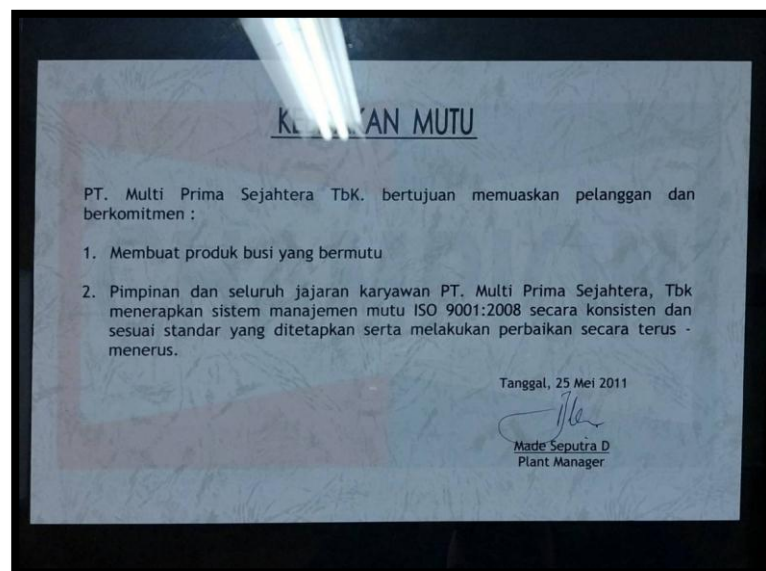 MUTU
PT. Multi Prima Sejahtera TbK. bertujuan memuaskan pelanggan dan
berkomitmen :
1. Membuat produk busi yang bermutu
2. Pimpinan dan seluruh jajaran karyawan PT. Multi Prima Sejahtera, Tbk
menerapkan sistem manajemen mutu ISO 9001:2008 secara konsisten dan
sesuai standar yang ditetapkan serta melakukan perbaikan secara terus -
menerus.
Tanggal, 25 Mei 2011
Made Seputra D
Plant Manager